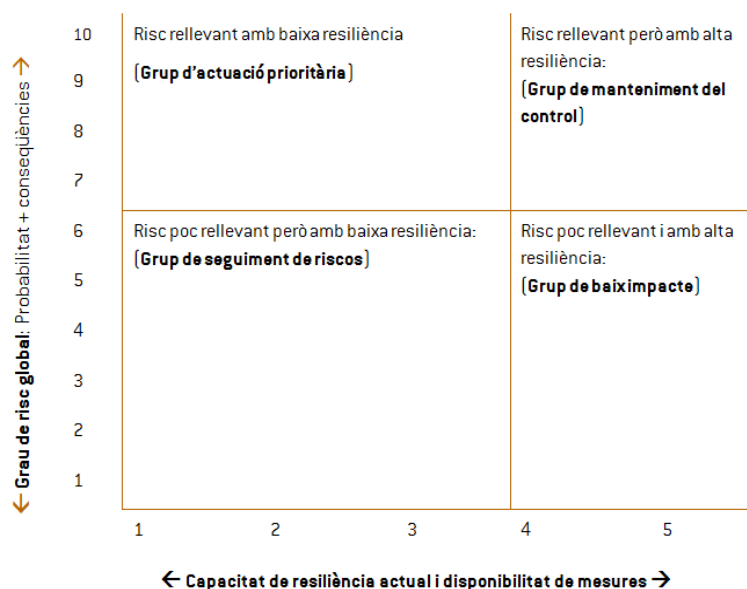 ← Grau de risc global: Probabilitat + conseqüències →
10
9
8
7
6
5
4
3
2
1
Risc rellevant amb baixa resiliència
(Grup d'actuació prioritària)
Risc rellevant però amb alta
resiliència:
(Grup de manteniment del
control)
Risc poc rellevant però amb baixa resiliència:
(Grup de seguiment de riscos)
Risc poc rellevant i amb alta
resiliència:
(Grup de baix impacte)
1 2 3 4 5
← Capacitat de resiliència actual i disponibilitat de mesures →